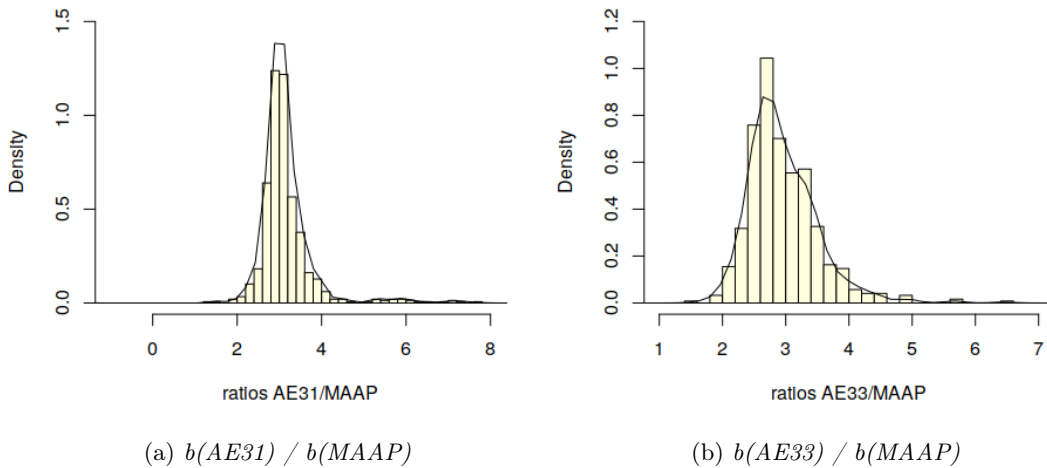 1.5
1.0
0.5
0.0
Density
0 2 4 6 8
ratios AE31/MAAP
(a) b(AE31) / b(MAAP)
1.2
1.0
0.8
0.6
0.4
0.2
0.0
Density
1 2 3 4 5 6 7
ratios AE33/MAAP
(b) b(AE33) / b(MAAP)